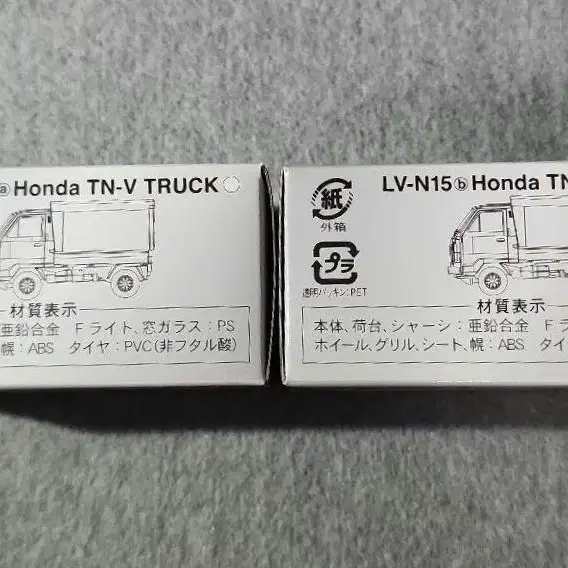 ⓐ Honda TN-V TRUCK
材質表示
亜鉛合金 Fライト、窓ガラス:PS
幌:ABS タイヤ:PVC(非フタル酸)
紙
外箱
プラ
透明パッキン:PET
LV-N15ⓑ Honda TN
材質表示
本体、荷台、シャーシ:亜鉛合金 Fラ
ホイール、グリル、シート、幌:ABS タイ